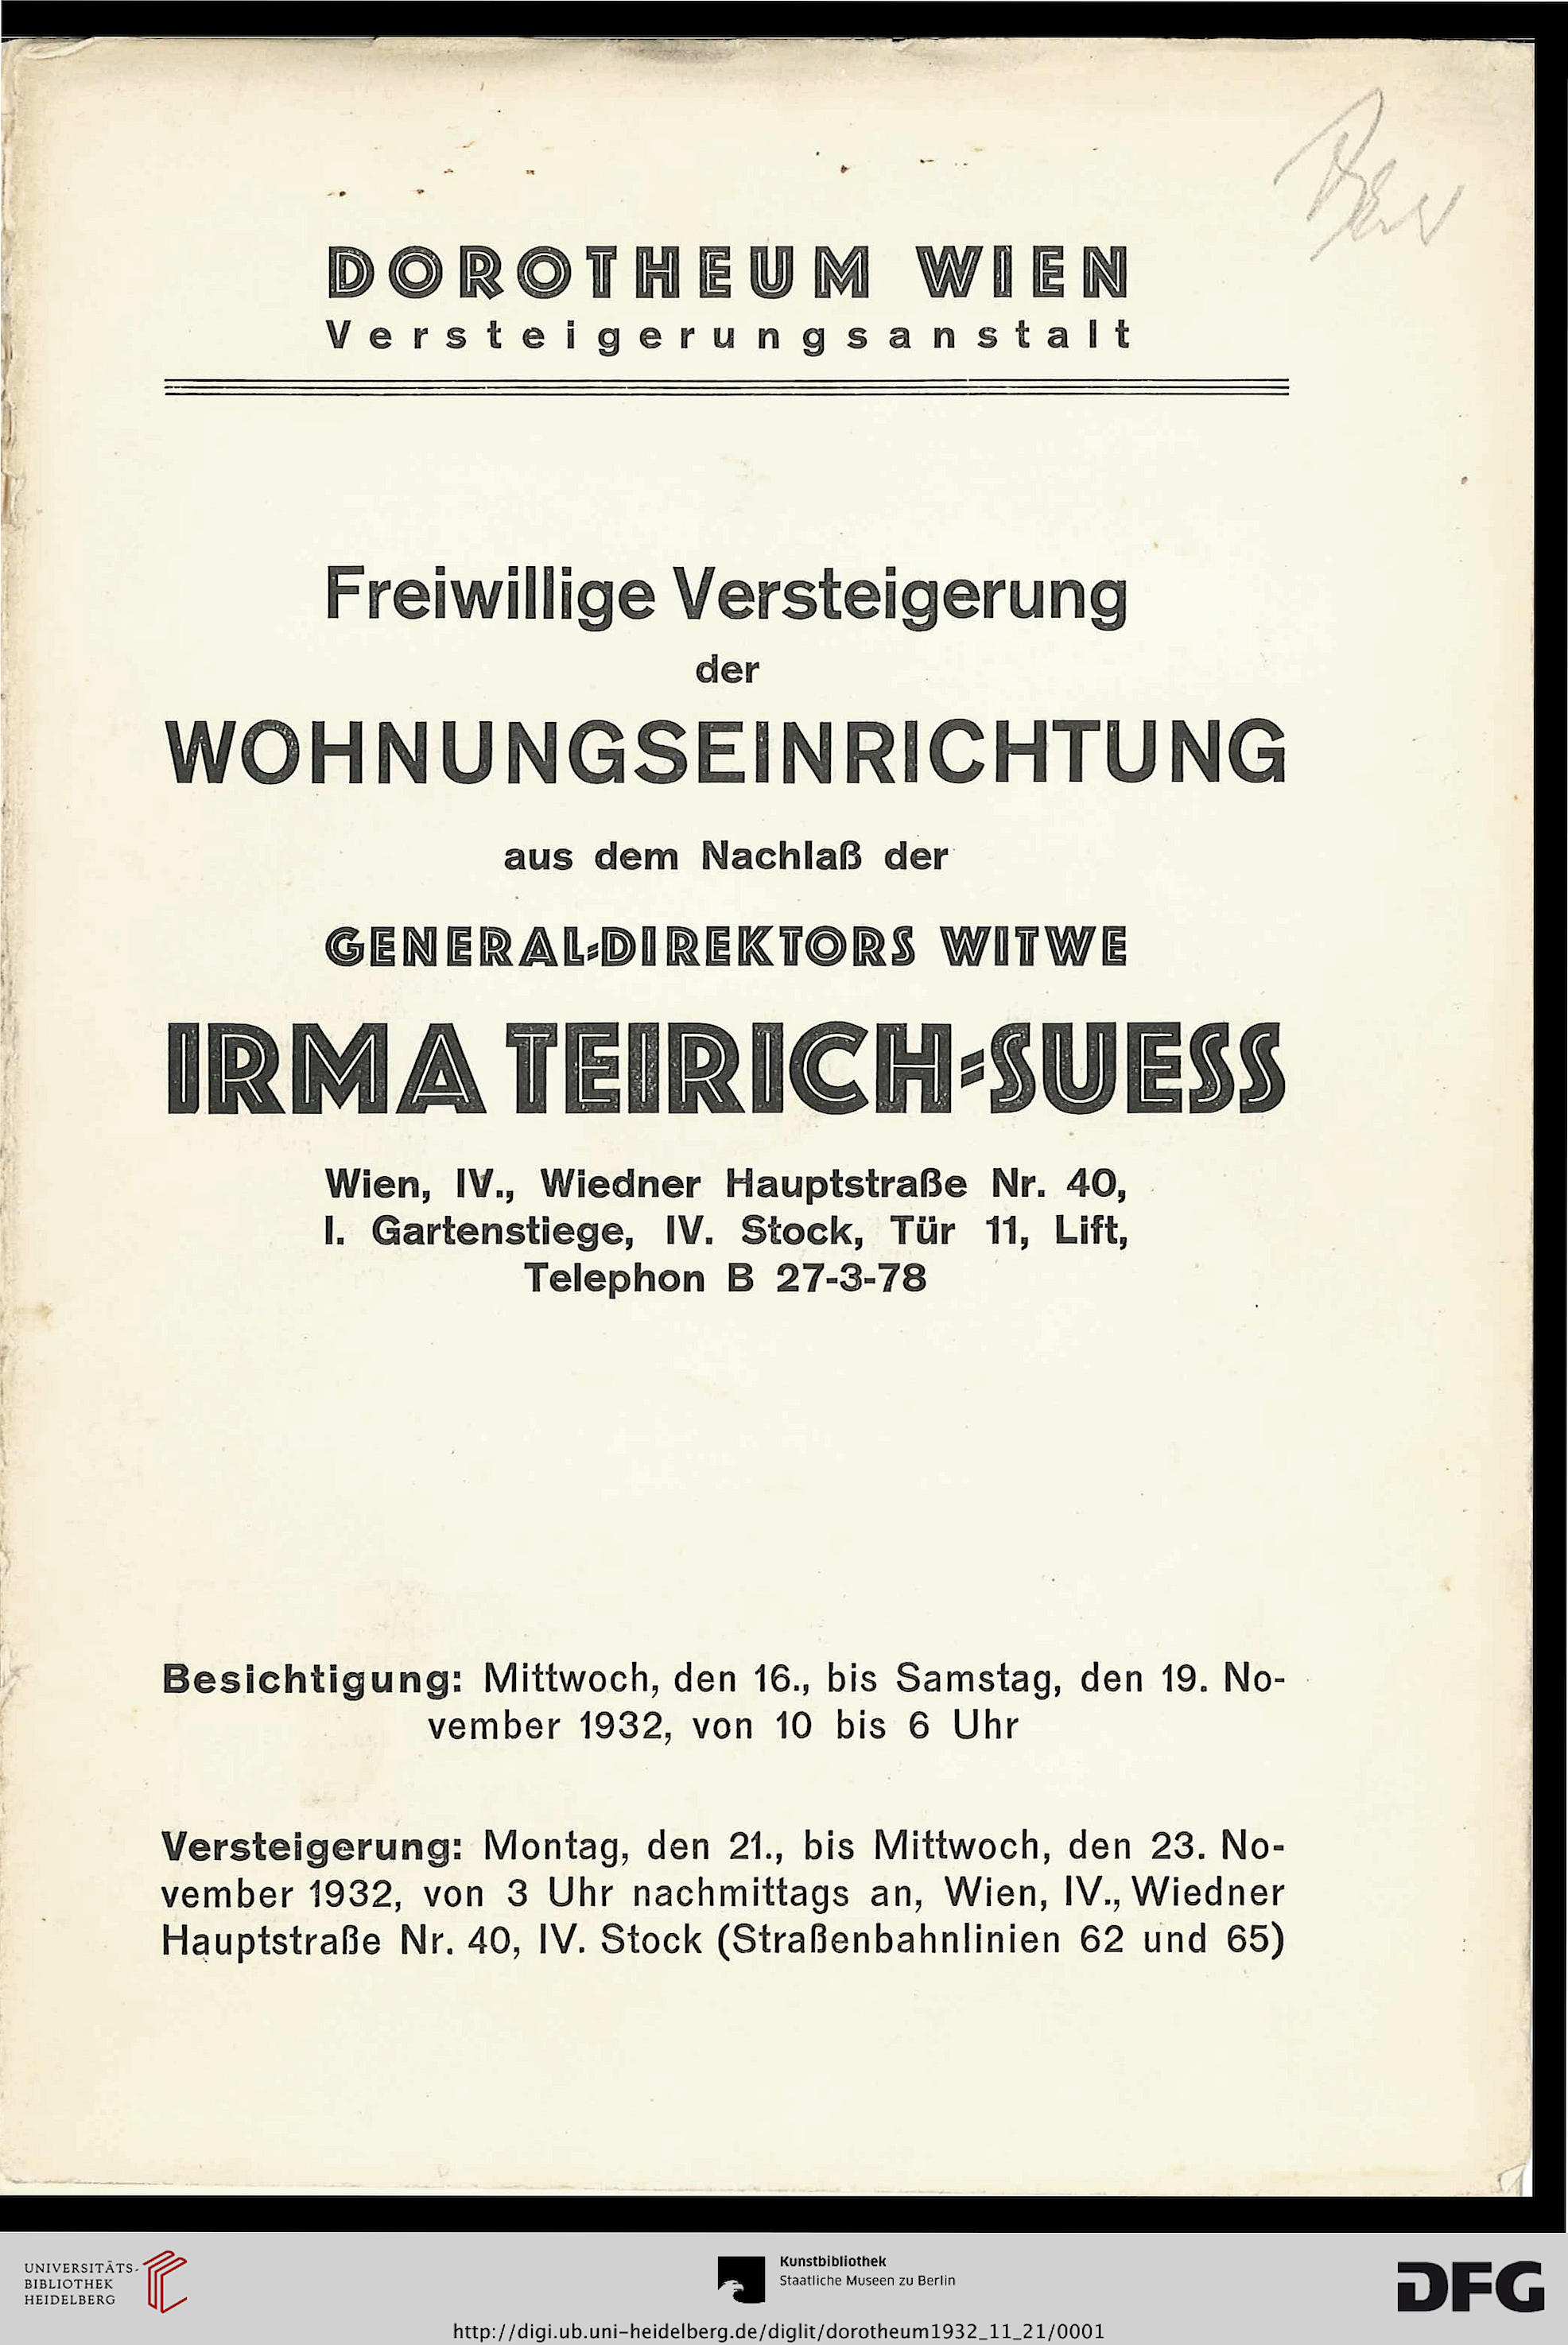 DOROTHEUM WIEN
Versteigerungsanstalt
Freiwillige Versteigerung
der
WOHNUNGSEINRICHTUNG
aus dem Nachlaß der
GENERAL-DIREKTORS WITWE
IRMA TEIRICH-SUESS
Wien, IV., Wiedner Hauptstraße Nr. 40,
I. Gartenstiege, IV. Stock, Tür 11, Lift,
Telephon B 27-3-78
Besichtigung: Mittwoch, den 16., bis Samstag, den 19. No-
vember 1932, von 10 bis 6 Uhr
Versteigerung: Montag, den 21., bis Mittwoch, den 23. No-
vember 1932, von 3 Uhr nachmittags an, Wien, IV., Wiedner
Hauptstraße Nr. 40, IV. Stock (Straßenbahnlinien 62 und 65)
UNIVERSITÄTS-
BIBLIOTHEK
HEIDELBERG
Kunstbibliothek
Staatliche Museen zu Berlin
DFG
http://digi.ub.uni-heidelberg.de/diglit/dorotheum1932_11_21/0001